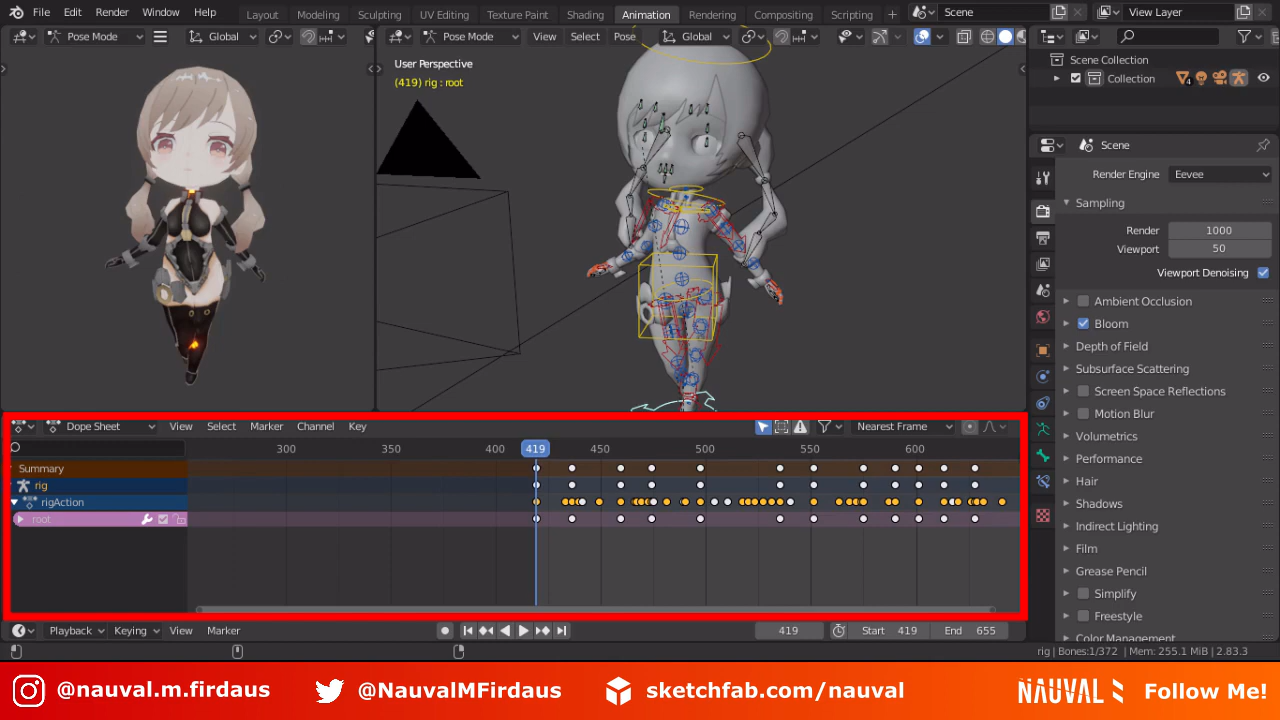 File Edit Render Window Help Layout Modeling Sculpting UV Editing Texture Paint Shading Animation Rendering Compositing Scripting + Scene View Layer
Pose Mode Global Pose Mode View Select Pose Global
User Perspective
(419) rig : root
Scene Collection
Collection
Scene
Render Engine Eevee
Sampling
Render 1000
Viewport 50
Viewport Denoising
Ambient Occlusion
Bloom
Depth of Field
Subsurface Scattering
Screen Space Reflections
Motion Blur
Volumetrics
Performance
Hair
Shadows
Indirect Lighting
Film
Grease Pencil
Simplify
Freestyle
Color Management
Dope Sheet View Select Marker Channel Key Nearest Frame
300 350 400 419 450 500 550 600
Summary
rig
rigAction
root
Playback Keying View Marker 419 Start 419 End 655
rig | Bones:1/372 | Mem: 255.1 MiB | 2.83.3
@nauval.m.firdaus @NauvalMFirdaus sketchfab.com/nauval NAUVAL Follow Me!